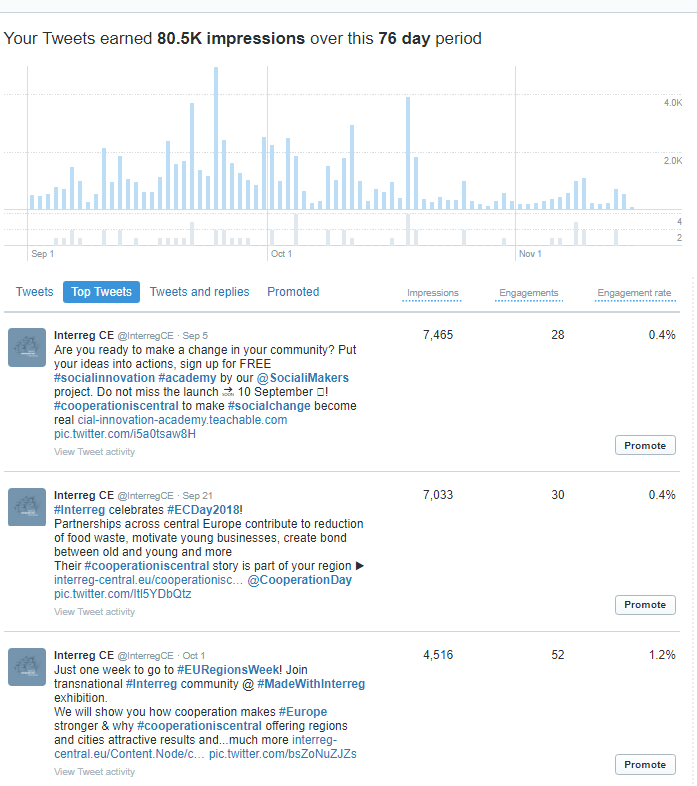 Your Tweets earned 80.5K impressions over this 76 day period
4.0K
2.0K
4
2
Sep 1 Oct 1 Nov 1
Tweets Top Tweets Tweets and replies Promoted Impressions Engagements Engagement rate
Interreg CE @InterregCE · Sep 5 7,465 28 0.4%
Are you ready to make a change in your community? Put
your ideas into actions, sign up for FREE
#socialinnovation #academy by our @SocialiMakers
project. Do not miss the launch 🔜 10 September ▯!
#cooperationiscentral to make #socialchange become
real cial-innovation-academy.teachable.com
pic.twitter.com/i5a0tsaw8H
Promote
View Tweet activity
Interreg CE @InterregCE · Sep 21 7,033 30 0.4%
#Interreg celebrates #ECDay2018!
Partnerships across central Europe contribute to reduction
of food waste, motivate young businesses, create bond
between old and young and more
Their #cooperationiscentral story is part of your region ▶
interreg-central.eu/cooperationisc… @CooperationDay
pic.twitter.com/ltl5YDbQtz
Promote
View Tweet activity
Interreg CE @InterregCE · Oct 1 4,516 52 1.2%
Just one week to go to #EURegionsWeek! Join
transnational #Interreg community @ #MadeWithInterreg
exhibition.
We will show you how cooperation makes #Europe
stronger & why #cooperationiscentral offering regions
and cities attractive results and...much more interreg-
central.eu/Content.Node/c… pic.twitter.com/bsZoNuZJZs
Promote
View Tweet activity